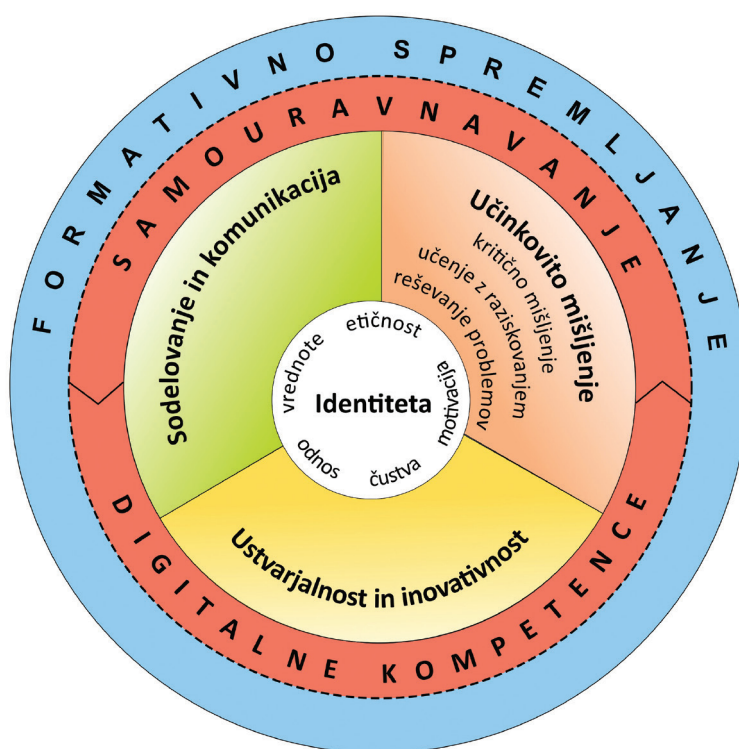 FORMATIVNO SPREMLJANJE
SAMOURAVNAVANJE
Sodelovanje in komunikacija
Učinkovito mišljenje
kritično mišljenje
učenje z raziskovanjem
reševanje problemov
etičnost
vrednote
motivacija
Identiteta
odnos
čustva
Ustvarjalnost in inovativnost
DIGITALNE KOMPETENCE